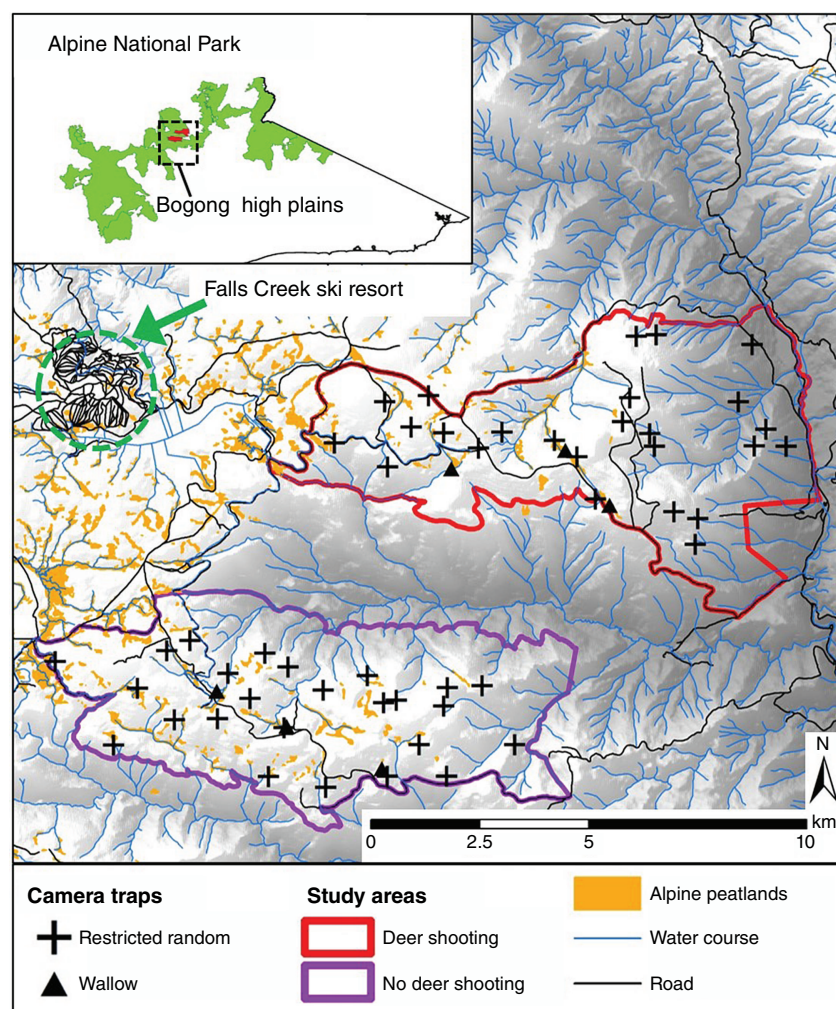 Alpine National Park
Bogong high plains
Falls Creek ski resort
N
km
0 2.5 5 10
Camera traps
Restricted random
Wallow
Study areas
Deer shooting
No deer shooting
Alpine peatlands
Water course
Road